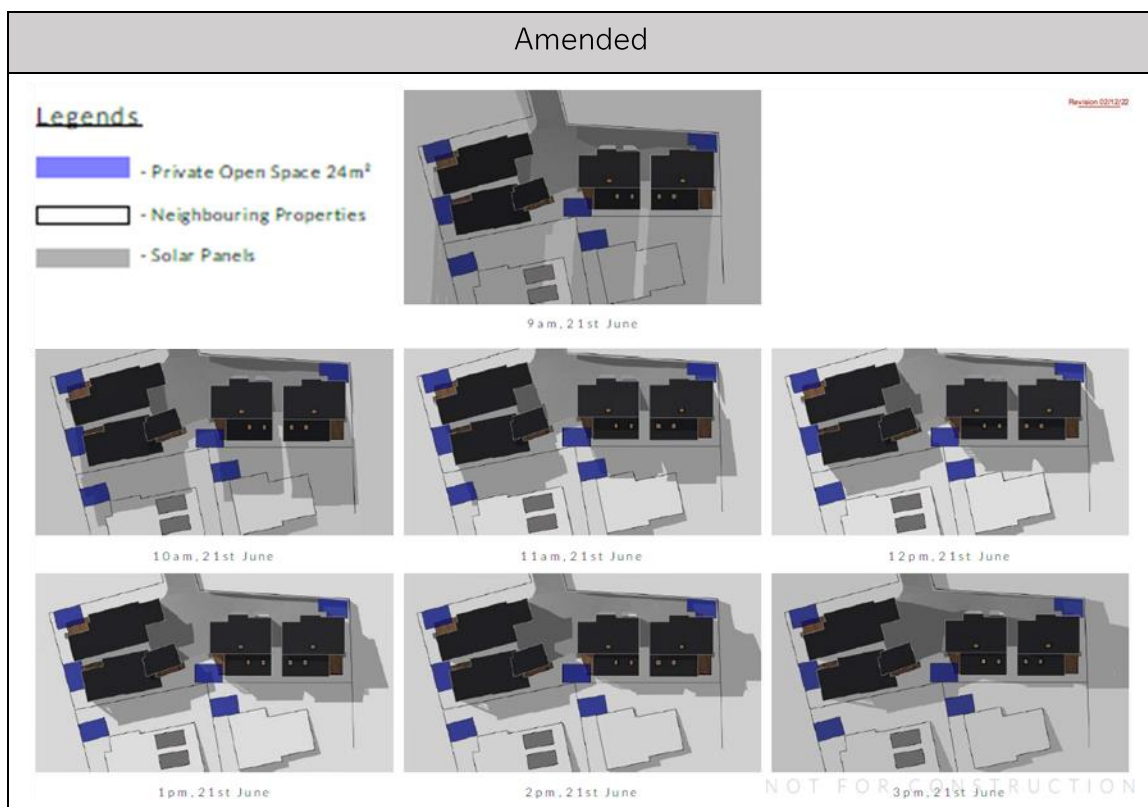 Amended
Legends
Revision 02/12/22
- Private Open Space 24m²
- Neighbouring Properties
- Solar Panels
9am,21st June
10am,21st June
11am,21st June
12pm,21st June
1pm,21st June
2pm,21st June
3pm,21st June
NOT FOR CONSTRUCTION